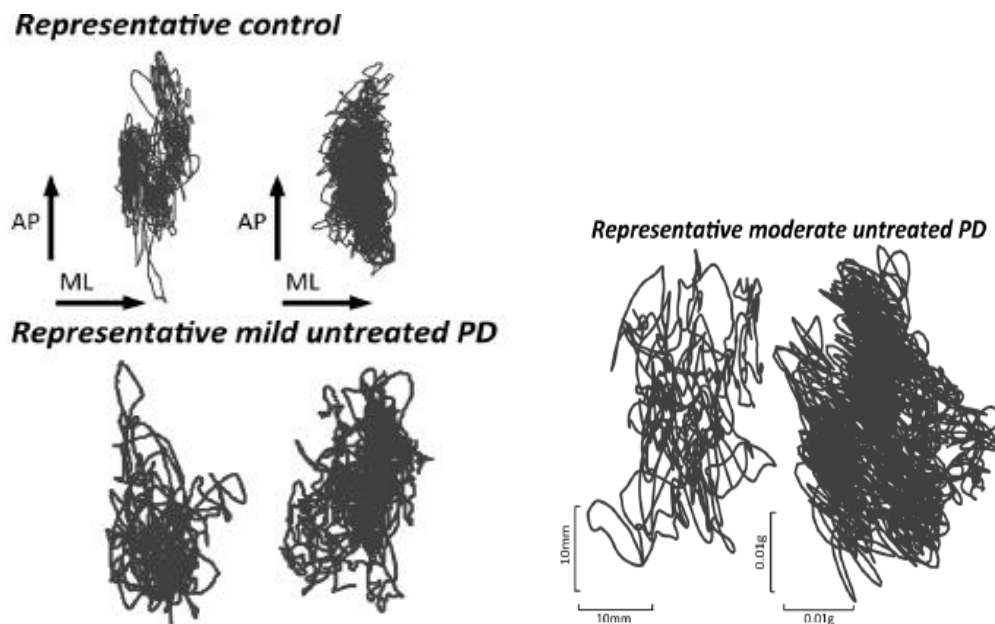 Representative control
AP
ML
AP
ML
Representative mild untreated PD
Representative moderate untreated PD
10mm
10mm
0.01g
0.01g